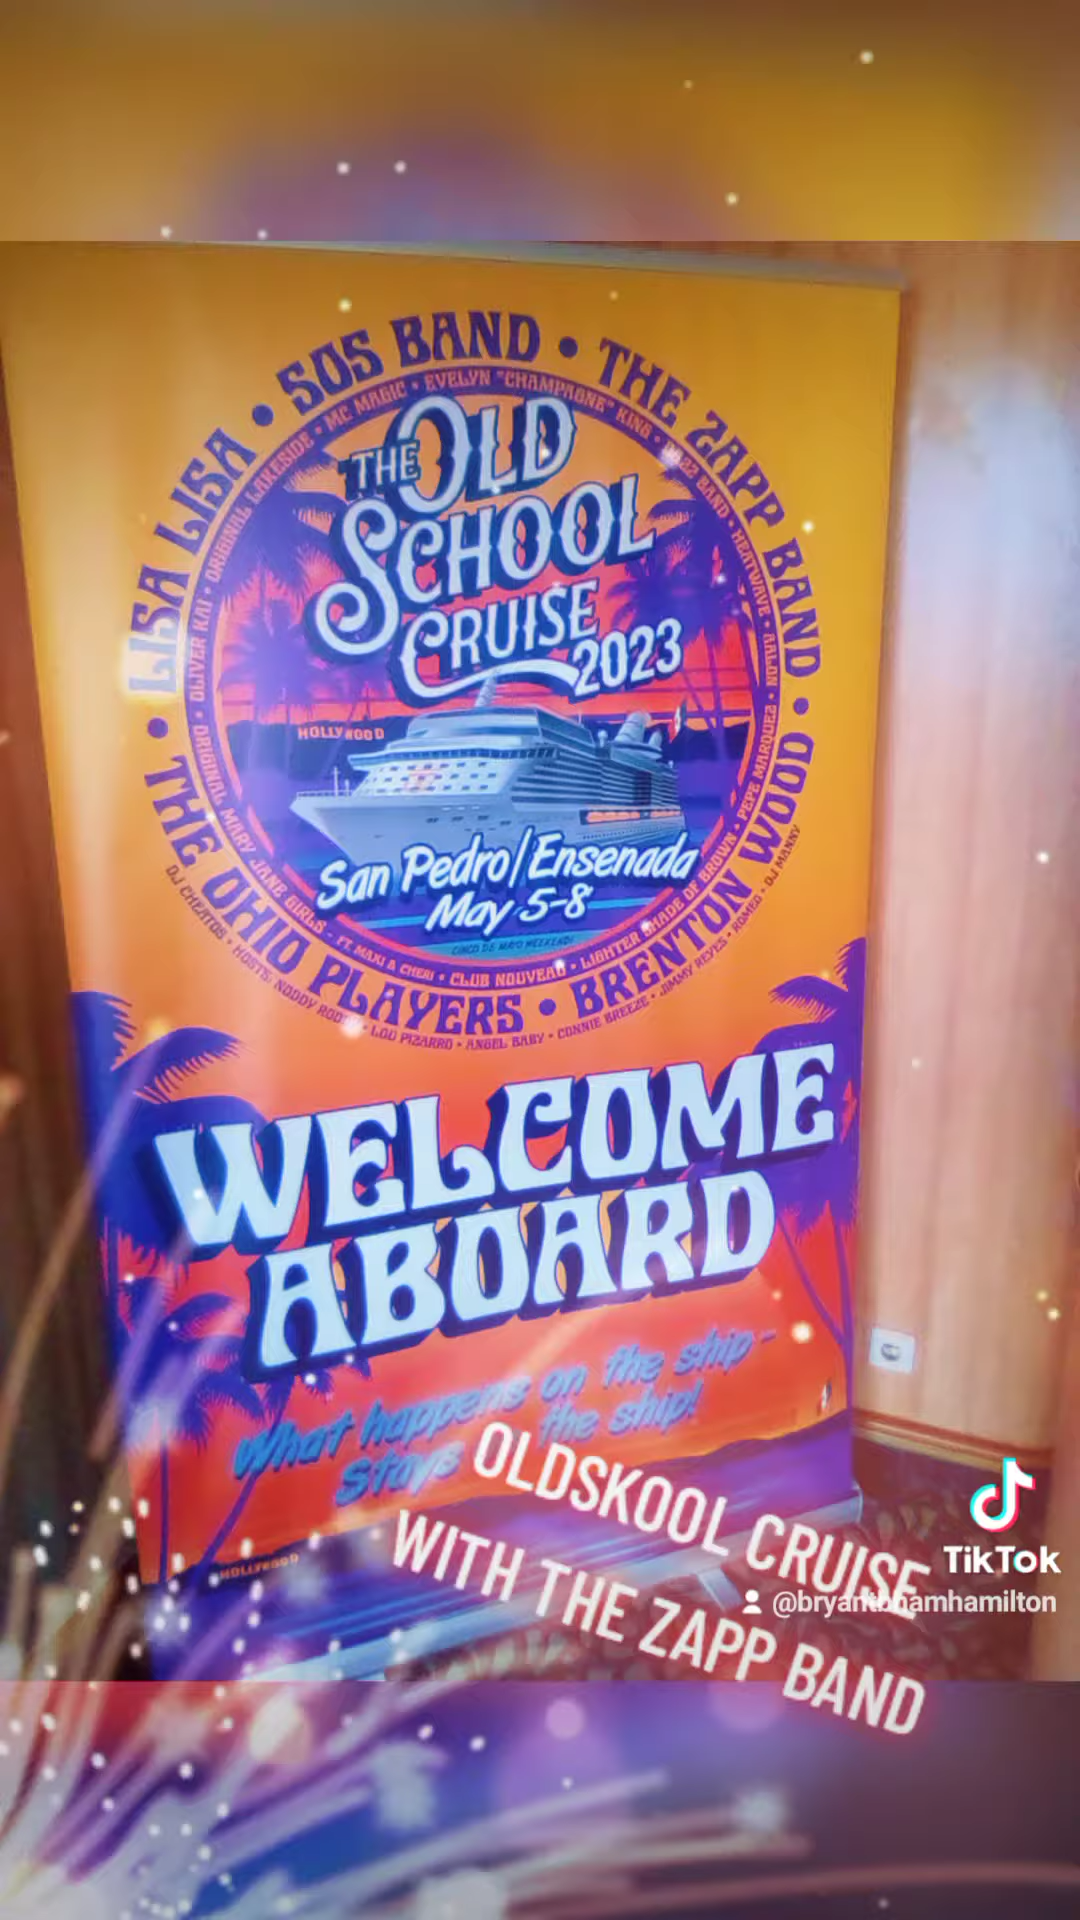 LISA LISA • SOS BAND • THE ZAPP BAND •
BRENTON WOOD
• THE OHIO PLAYERS •
OLIVER KAI • ORIGINAL LAKESIDE • MC MAGIC • EVELYN "CHAMPAGNE" KING •
BAND • HEATWAVE • AALON • PEPE MARQUEZ •
LIGHTER SHADE OF BROWN •
• ORIGINAL MARY JANE GIRLS - FT. MAXI & CHERI • CLUB NOUVEAU •
THE OLD
SCHOOL
CRUISE
2023
HOLLYWOOD
San Pedro/Ensenada
May 5-8
CINCO DE MAYO WEEKEND!
DJ CHEATOS • HOSTS: NODDY • LOU PIZARRO • ANGEL BABY • CONNIE BREEZE • JIMMY REYES • ROMEO • DJ MANNY
WELCOME
ABOARD
What happens on the ship -
Stays the ship!
HOLLYWOOD
OLDSKOOL CRUISE
WITH THE ZAPP BAND
TikTok